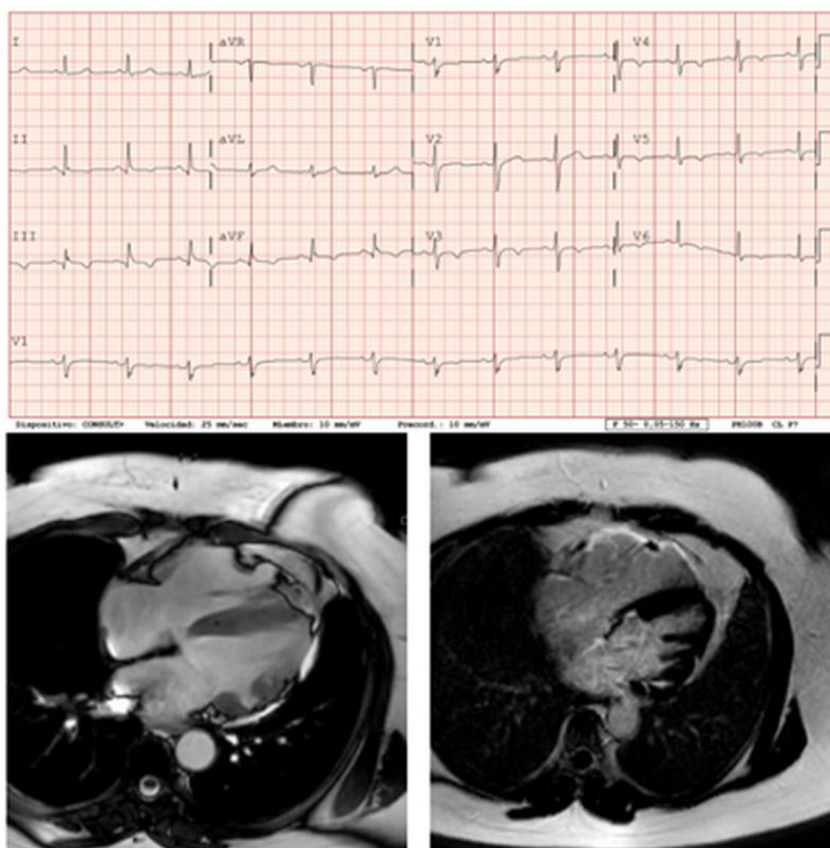 I aVR V1 V4
II aVL V2 V5
III aVF V3 V6
V1
Dispositivo: Velocidad: 25 mm/sec Miembro: 10 mm/mV Precord.: 10 mm/mV F 50~ 0,05-150 Hz PH100B CL P?